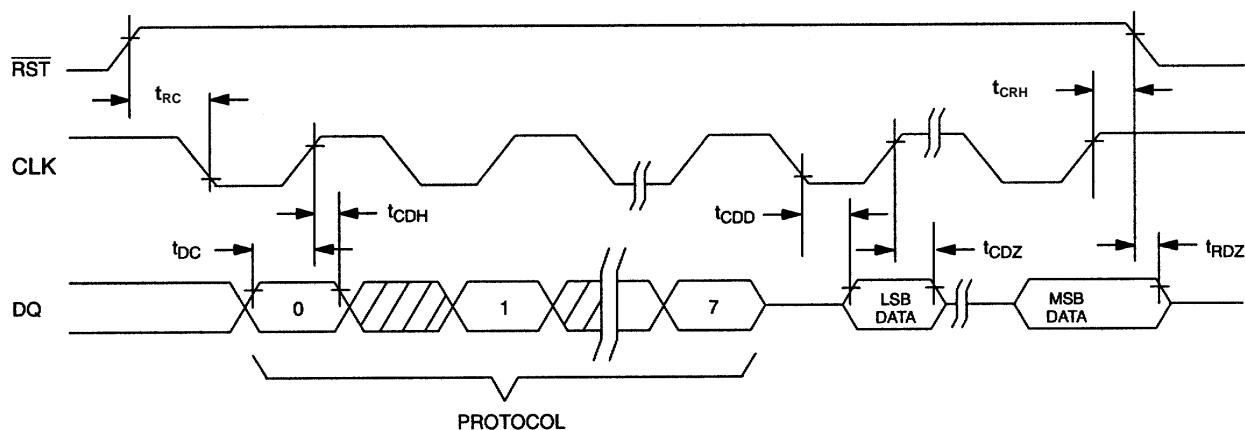 RST
tRC
tCRH
CLK
tCDH
tCDD
tDC
tCDZ
tRDZ
DQ
0
1
7
LSB
DATA
MSB
DATA
PROTOCOL